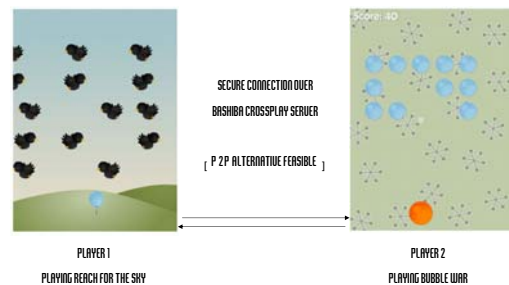 Score: 40
SECURE CONNECTION OVER
BASHIBA CROSSPLAY SERVER
[ P 2P ALTERNATIVE FEASIBLE ]
PLAYER 1
PLAYING REACH FOR THE SKY
PLAYER 2
PLAYING BUBBLE WAR